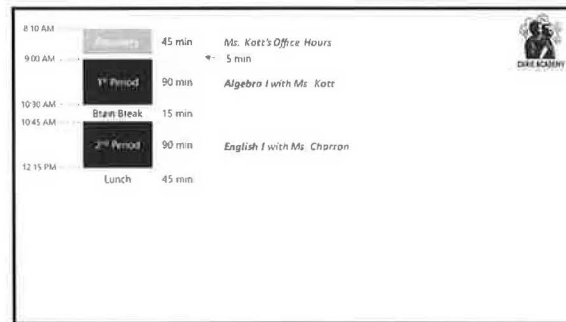 8:10 AM
45 min
Ms. Kott's Office Hours
5 min
9:00 AM
1st Period
90 min
Algebra I with Ms. Kott
10:30 AM
Brain Break
15 min
10:45 AM
2nd Period
90 min
English I with Ms. Charron
12:15 PM
Lunch
45 min
ACADEMY